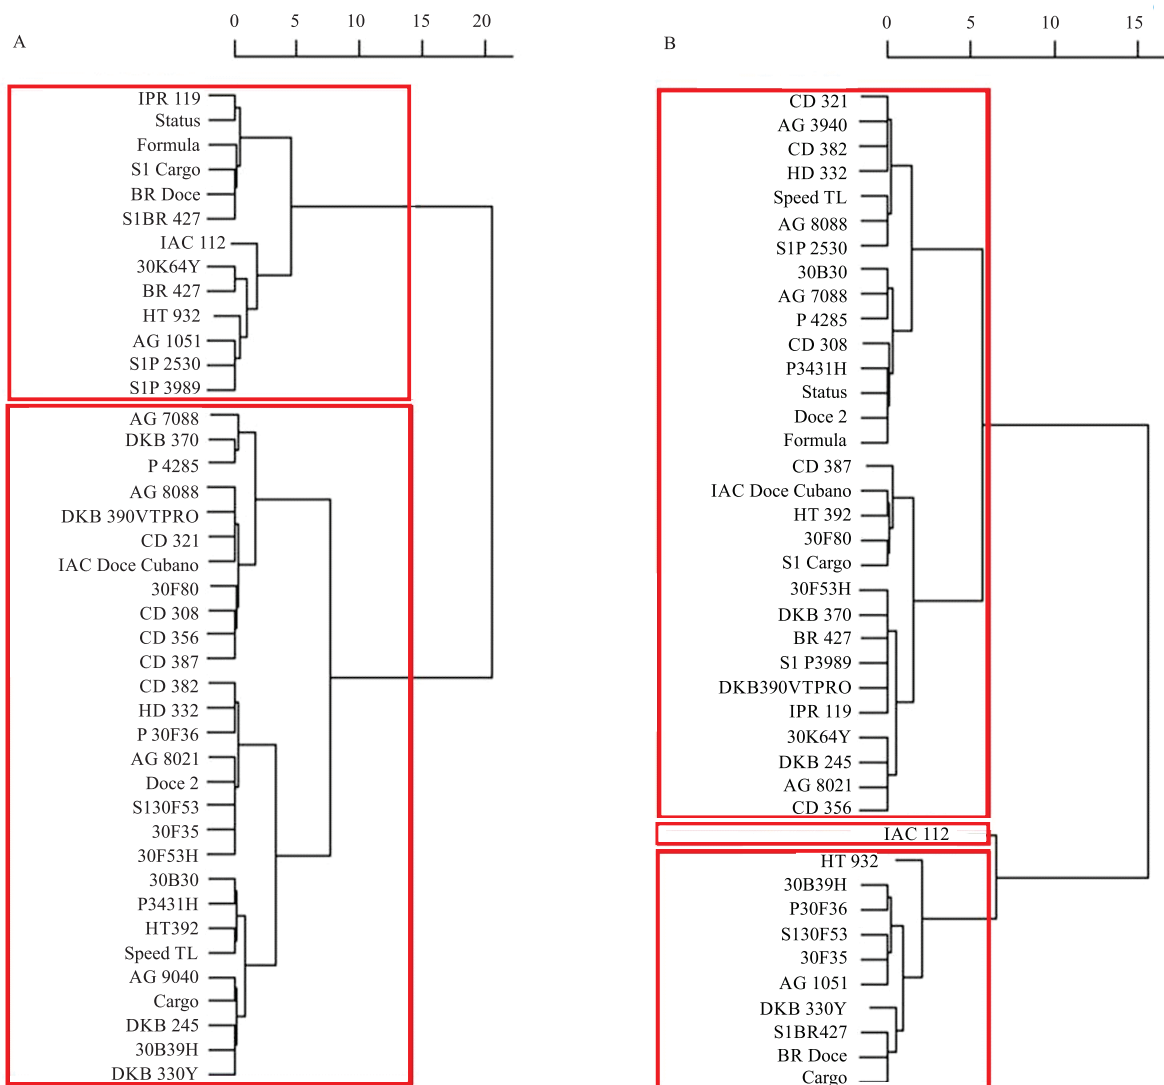 0 5 10 15 20
A
IPR 119
Status
Formula
S1 Cargo
BR Doce
S1BR 427
IAC 112
30K64Y
BR 427
HT 932
AG 1051
S1P 2530
S1P 3989
AG 7088
DKB 370
P 4285
AG 8088
DKB 390VTPRO
CD 321
IAC Doce Cubano
30F80
CD 308
CD 356
CD 387
CD 382
HD 332
P 30F36
AG 8021
Doce 2
S130F53
30F35
30F53H
30B30
P3431H
HT392
Speed TL
AG 9040
Cargo
DKB 245
30B39H
DKB 330Y
0 5 10 15
B
CD 321
AG 3940
CD 382
HD 332
Speed TL
AG 8088
S1P 2530
30B30
AG 7088
P 4285
CD 308
P3431H
Status
Doce 2
Formula
CD 387
IAC Doce Cubano
HT 392
30F80
S1 Cargo
30F53H
DKB 370
BR 427
S1 P3989
DKB390VTPRO
IPR 119
30K64Y
DKB 245
AG 8021
CD 356
IAC 112
HT 932
30B39H
P30F36
S130F53
30F35
AG 1051
DKB 330Y
S1BR427
BR Doce
Cargo